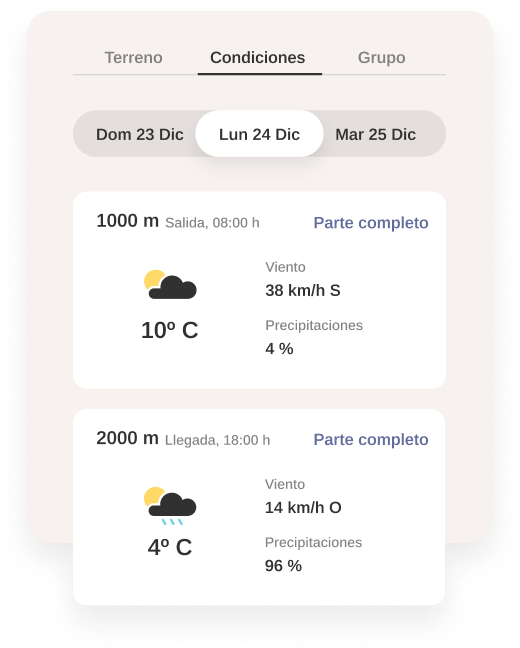 Terreno Condiciones Grupo
Dom 23 Dic Lun 24 Dic Mar 25 Dic
1000 m Salida, 08:00 h Parte completo
Viento
38 km/h S
10º C
Precipitaciones
4 %
2000 m Llegada, 18:00 h Parte completo
Viento
14 km/h O
4º C
Precipitaciones
96 %